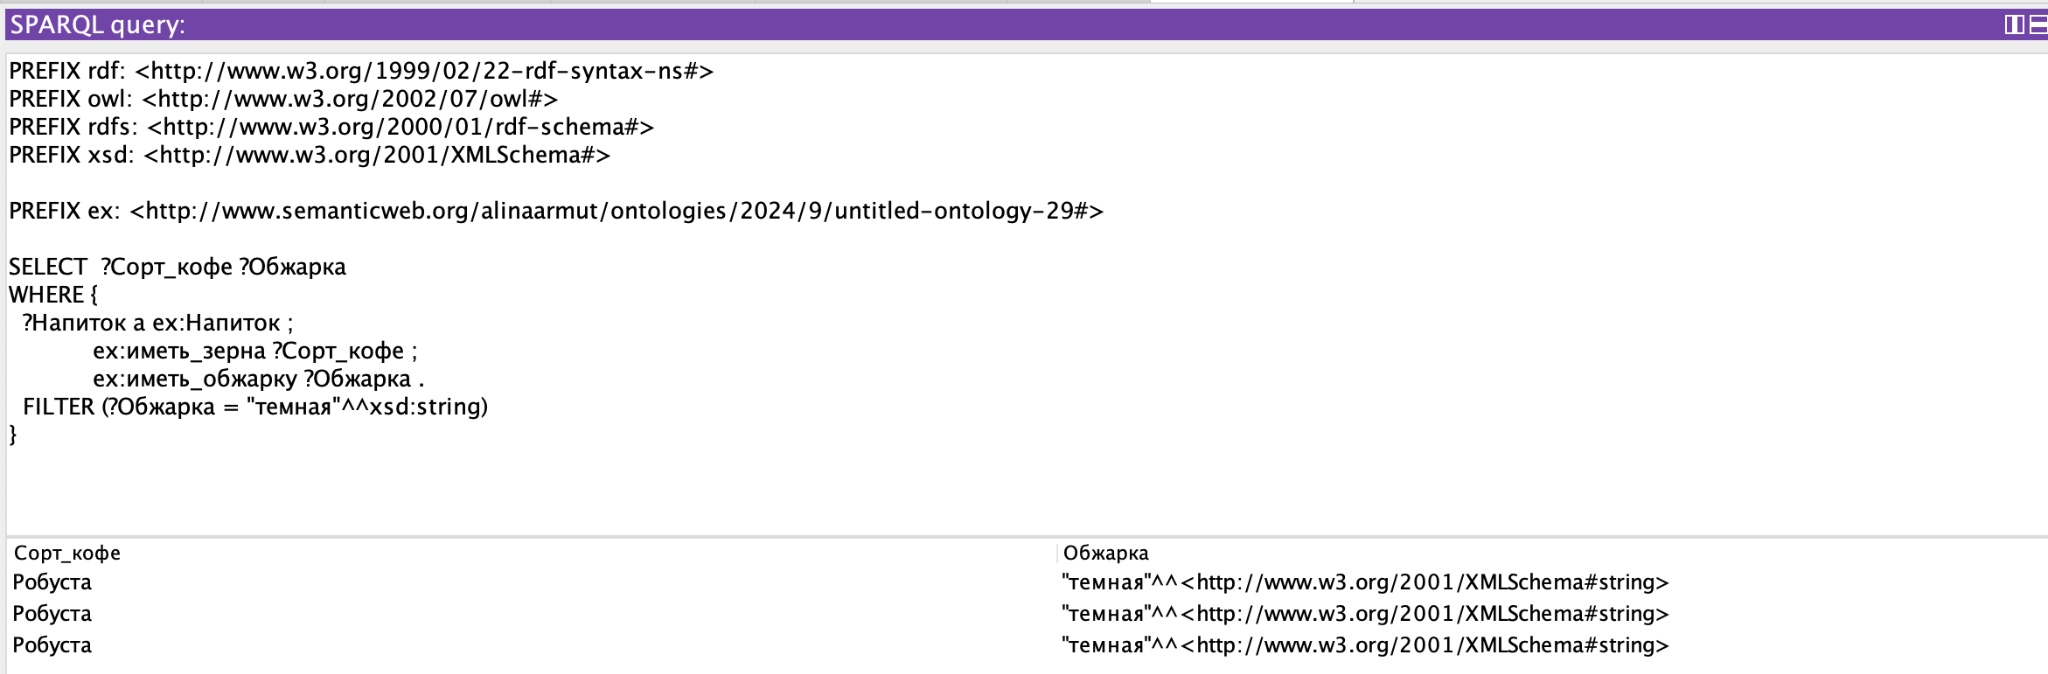 SPARQL query:
PREFIX rdf: <http://www.w3.org/1999/02/22-rdf-syntax-ns#>
PREFIX owl: <http://www.w3.org/2002/07/owl#>
PREFIX rdfs: <http://www.w3.org/2000/01/rdf-schema#>
PREFIX xsd: <http://www.w3.org/2001/XMLSchema#>
PREFIX ex: <http://www.semanticweb.org/alinaarmut/ontologies/2024/9/untitled-ontology-29#>
SELECT  ?Сорт_кофе ?Обжарка
WHERE {
?Напиток a ex:Напиток ;
ex:иметь_зерна ?Сорт_кофе ;
ex:иметь_обжарку ?Обжарка .
FILTER (?Обжарка = "темная"^^xsd:string)
}
Сорт_кофе Обжарка
Робуста "темная"^^<http://www.w3.org/2001/XMLSchema#string>
Робуста "темная"^^<http://www.w3.org/2001/XMLSchema#string>
Робуста "темная"^^<http://www.w3.org/2001/XMLSchema#string>